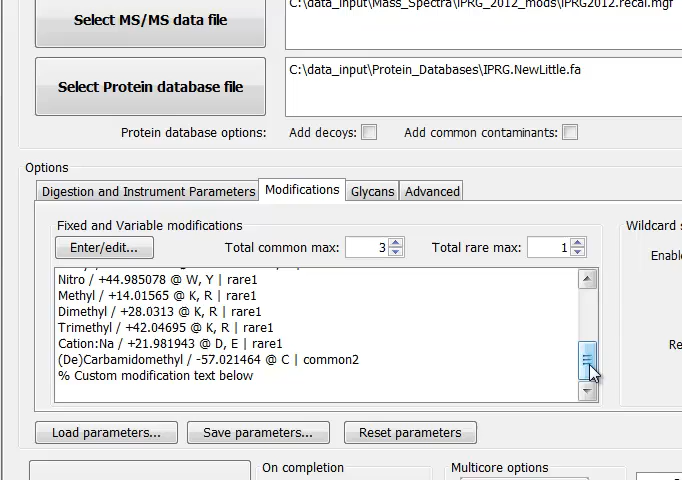 C:\data_input\Mass_Spectra\iPRG_2012_mods\iPRG2012.recal.mgf
Select MS/MS data file
C:\data_input\Protein_Databases\IPRG.NewLittle.fa
Select Protein database file
Protein database options: Add decoys: Add common contaminants:
Options
Digestion and Instrument Parameters Modifications Glycans Advanced
Fixed and Variable modifications Wildcard
Enter/edit... Total common max: 3 Total rare max: 1
Nitro / +44.985078 @ W, Y | rare1
Methyl / +14.01565 @ K, R | rare1
Dimethyl / +28.0313 @ K, R | rare1
Trimethyl / +42.04695 @ K, R | rare1
Cation:Na / +21.981943 @ D, E | rare1
(De)Carbamidomethyl / -57.021464 @ C | common2
% Custom modification text below
Load parameters... Save parameters... Reset parameters
On completion Multicore options